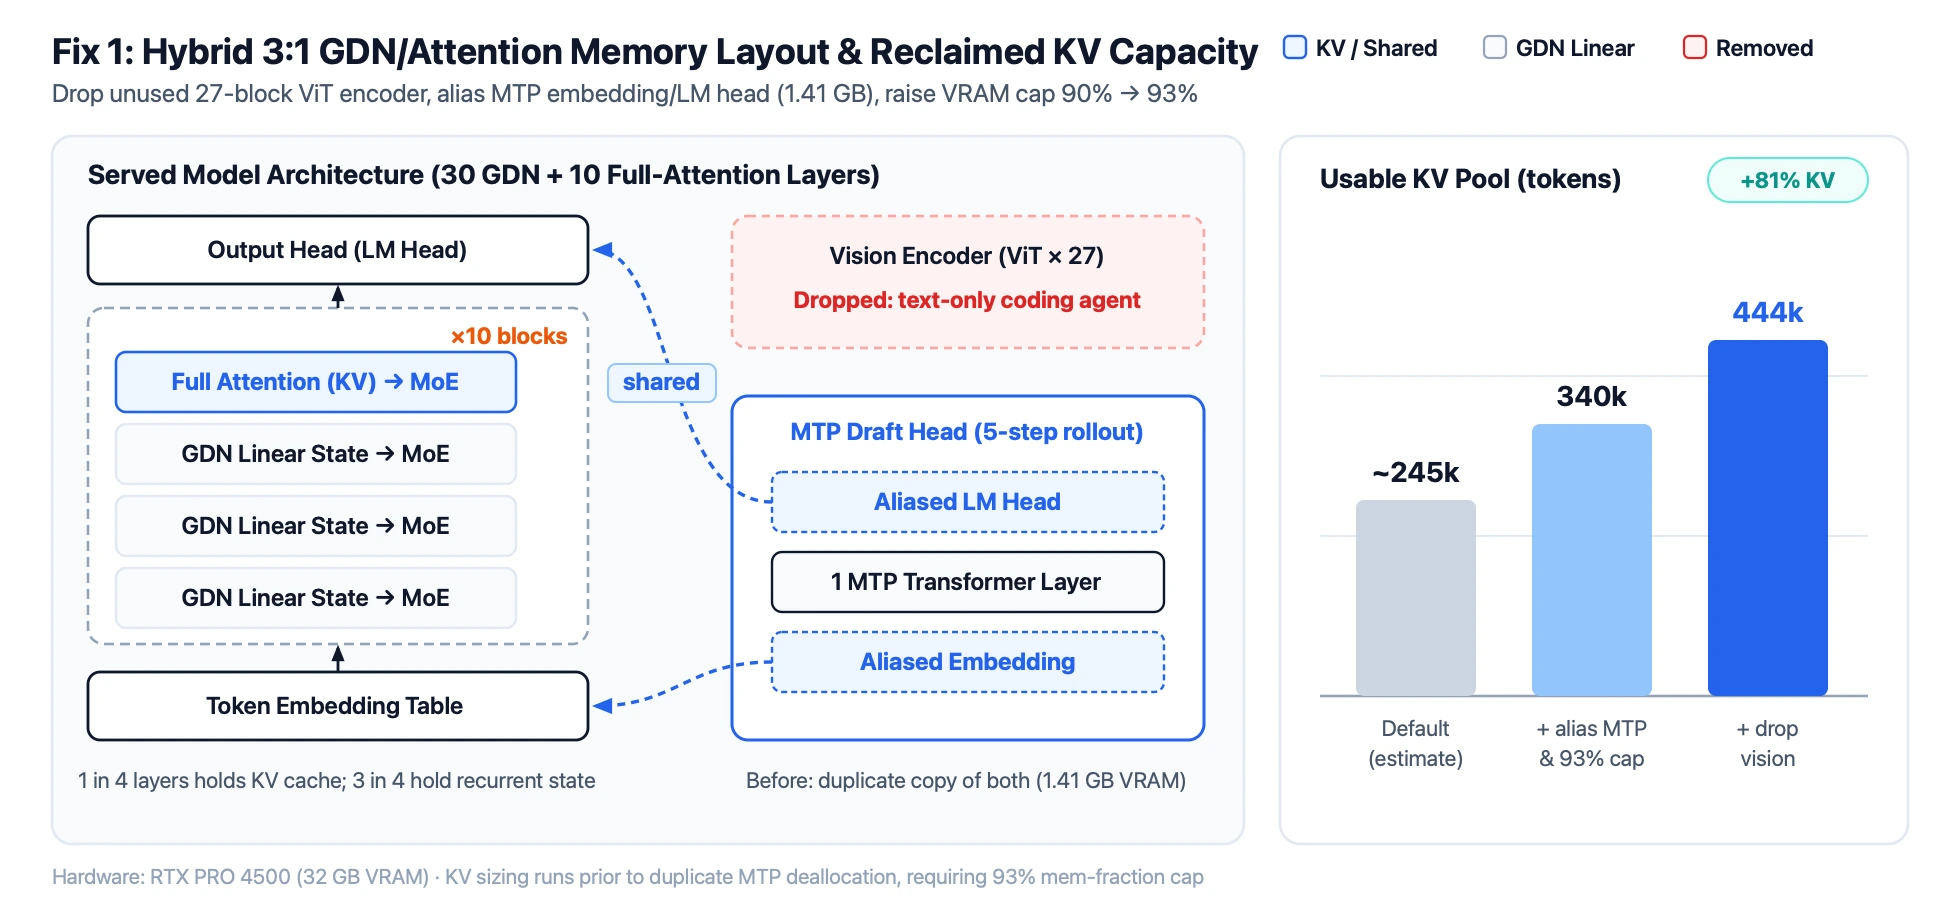 Fix 1: Hybrid 3:1 GDN/Attention Memory Layout & Reclaimed KV Capacity
KV / Shared
GDN Linear
Removed
Drop unused 27-block ViT encoder, alias MTP embedding/LM head (1.41 GB), raise VRAM cap 90% → 93%
Served Model Architecture (30 GDN + 10 Full-Attention Layers)
Output Head (LM Head)
×10 blocks
Full Attention (KV) → MoE
GDN Linear State → MoE
GDN Linear State → MoE
GDN Linear State → MoE
Token Embedding Table
1 in 4 layers holds KV cache; 3 in 4 hold recurrent state
shared
Vision Encoder (ViT × 27)
Dropped: text-only coding agent
MTP Draft Head (5-step rollout)
Aliased LM Head
1 MTP Transformer Layer
Aliased Embedding
Before: duplicate copy of both (1.41 GB VRAM)
Usable KV Pool (tokens)
+81% KV
~245k
340k
444k
Default
(estimate)
+ alias MTP
& 93% cap
+ drop
vision
Hardware: RTX PRO 4500 (32 GB VRAM) · KV sizing runs prior to duplicate MTP deallocation, requiring 93% mem-fraction cap